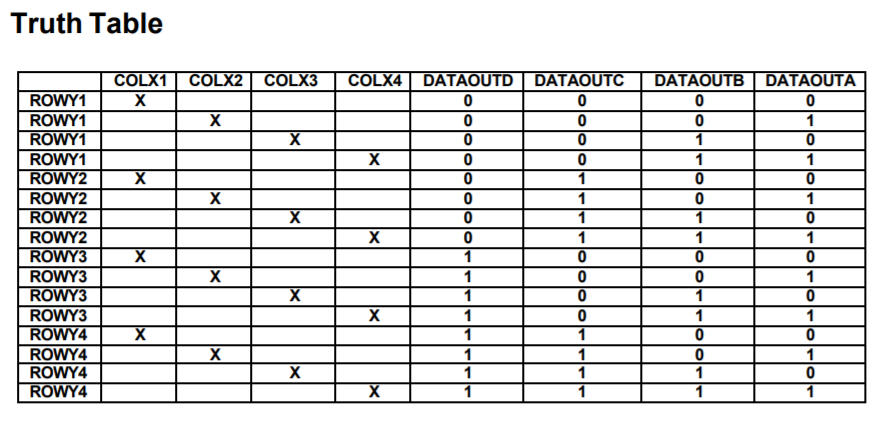 Truth Table
COLX1 COLX2 COLX3 COLX4 DATAOUTD DATAOUTC DATAOUTB DATAOUTA
ROWY1 X 0 0 0 0
ROWY1 X 0 0 0 1
ROWY1 X 0 0 1 0
ROWY1 X 0 0 1 1
ROWY2 X 0 1 0 0
ROWY2 X 0 1 0 1
ROWY2 X 0 1 1 0
ROWY2 X 0 1 1 1
ROWY3 X 1 0 0 0
ROWY3 X 1 0 0 1
ROWY3 X 1 0 1 0
ROWY3 X 1 0 1 1
ROWY4 X 1 1 0 0
ROWY4 X 1 1 0 1
ROWY4 X 1 1 1 0
ROWY4 X 1 1 1 1